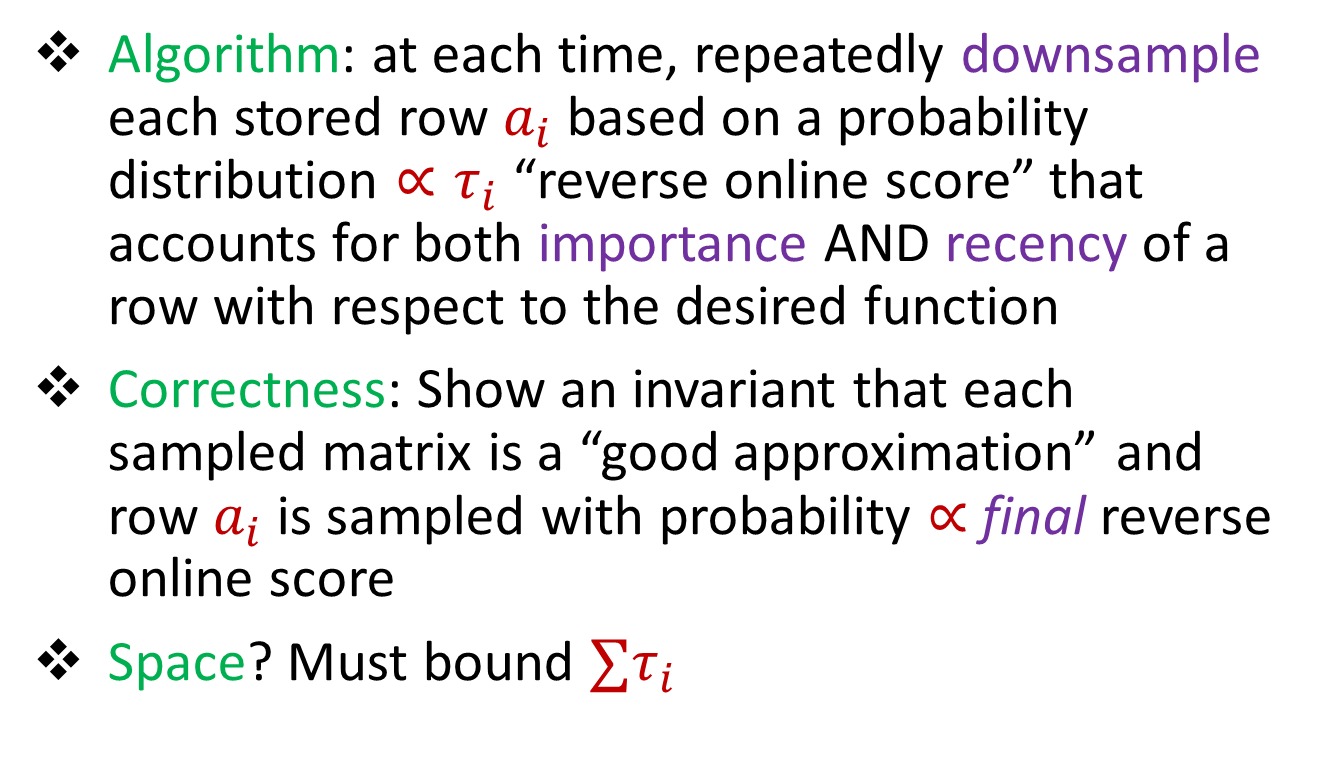 ❖ Algorithm: at each time, repeatedly downsample
each stored row 𝑎ᵢ based on a probability
distribution ∝ 𝜏ᵢ “reverse online score” that
accounts for both importance AND recency of a
row with respect to the desired function
❖ Correctness: Show an invariant that each
sampled matrix is a “good approximation” and
row 𝑎ᵢ is sampled with probability ∝ final reverse
online score
❖ Space? Must bound ∑𝜏ᵢ